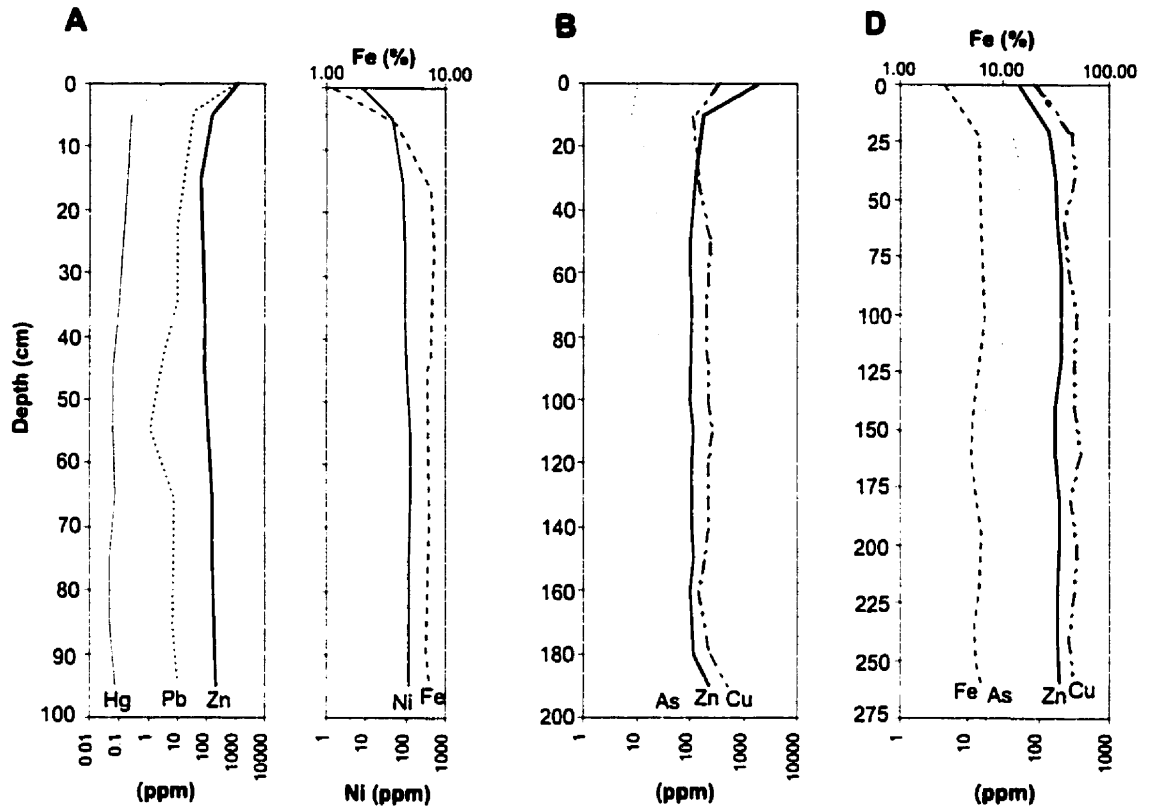 A
B
D
Fe (%)
1.00 10.00
Fe (%)
1.00 10.00 100.00
Depth (cm)
0
10
20
30
40
50
60
70
80
90
100
Hg Pb Zn
0.01 0.1 1 10 100 1000 10000
(ppm)
Ni Fe
1 10 100 1000
Ni (ppm)
0
20
40
60
80
100
120
140
160
180
200
As Zn Cu
1 10 100 1000 10000
(ppm)
0
25
50
75
100
125
150
175
200
225
250
275
Fe As Zn Cu
1 10 100 1000
(ppm)